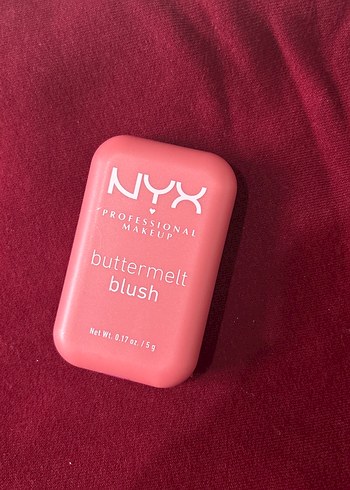 NYX
PROFESSIONAL
MAKEUP
buttermelt
blush
Net Wt. 0.17 oz. / 5 g